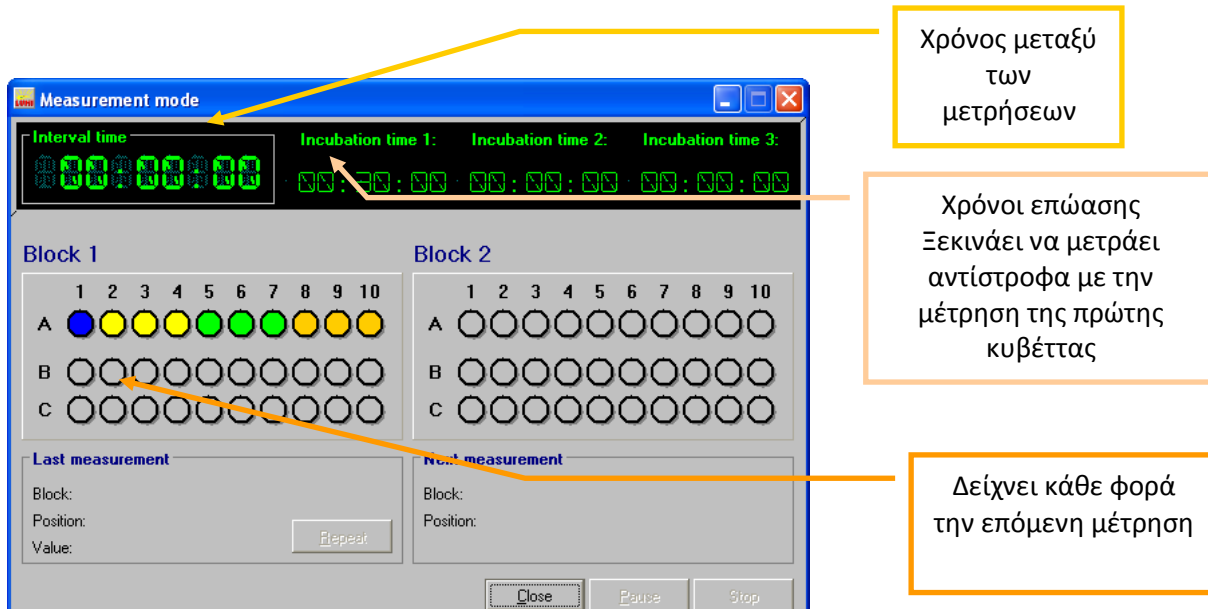 Χρόνος μεταξύ
των
μετρήσεων
LUMI Measurement mode
Interval time Incubation time 1: Incubation time 2: Incubation time 3:
00:00:00 00:30:00 00:00:00 00:00:00
Χρόνοι επώασης
Ξεκινάει να μετράει
αντίστροφα με την
μέτρηση της πρώτης
κυβέττας
Block 1 Block 2
1 2 3 4 5 6 7 8 9 10 1 2 3 4 5 6 7 8 9 10
A A
B B
C C
Last measurement Next measurement
Block: Block:
Position: Position:
Value: Repeat
Δείχνει κάθε φορά
την επόμενη μέτρηση
Close Pause Stop